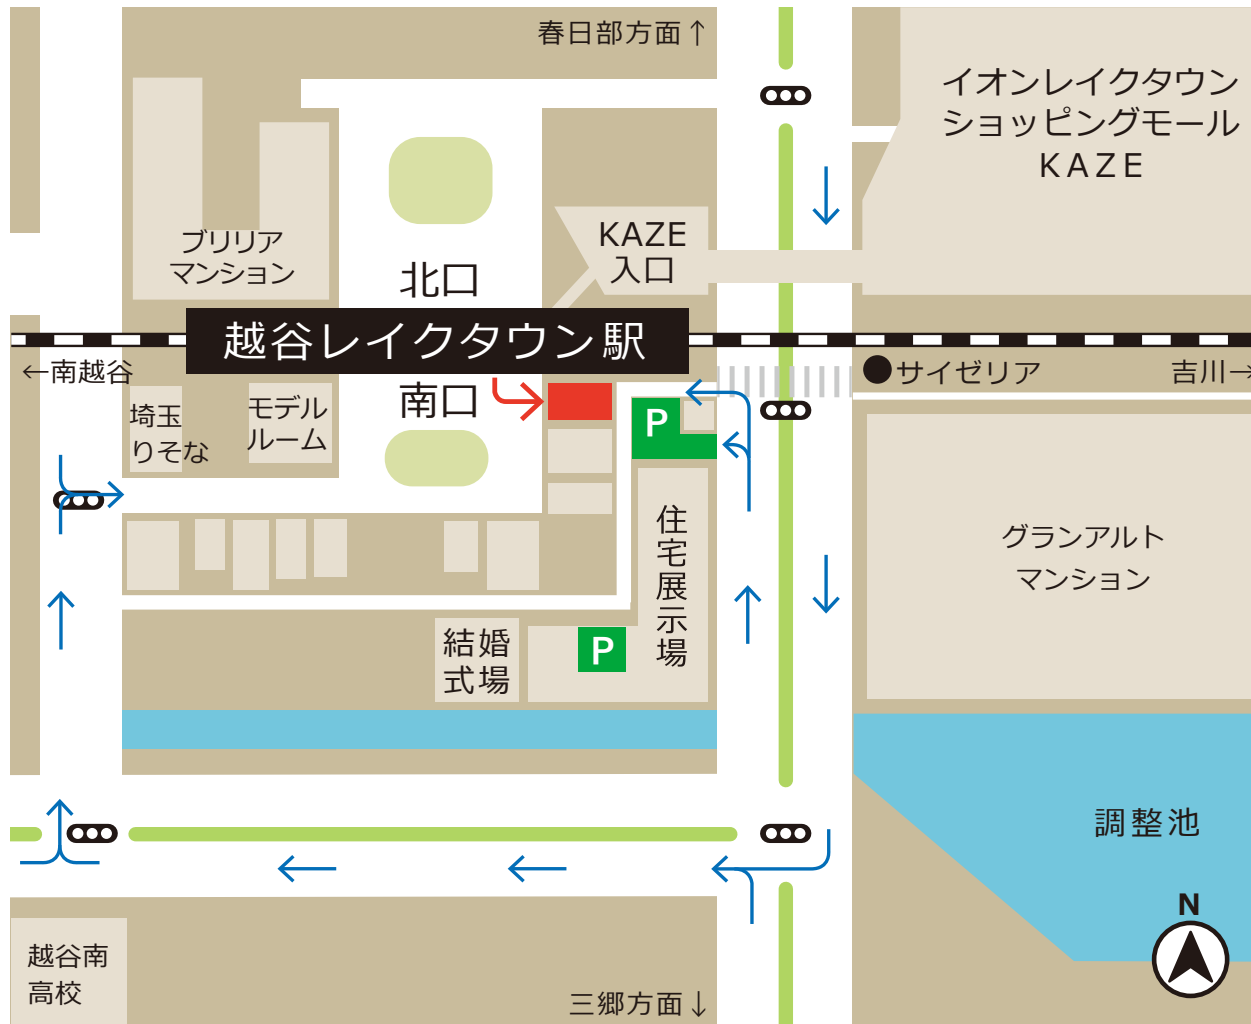 春日部方面↑
イオンレイクタウン
ショッピングモール
KAZE
ブリリア
マンション
北口
KAZE
入口
越谷レイクタウン駅
←南越谷
サイゼリア
吉川→
南口
埼玉
りそな
モデル
ルーム
P
住宅展示場
グランアルト
マンション
結婚
式場
P
調整池
N
越谷南
高校
三郷方面↓